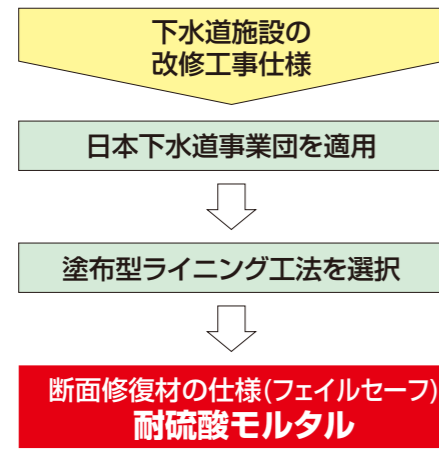 下水道施設の
改修工事仕様
日本下水道事業団を適用
塗布型ライニング工法を選択
断面修復材の仕様(フェイルセーフ)
耐硫酸モルタル